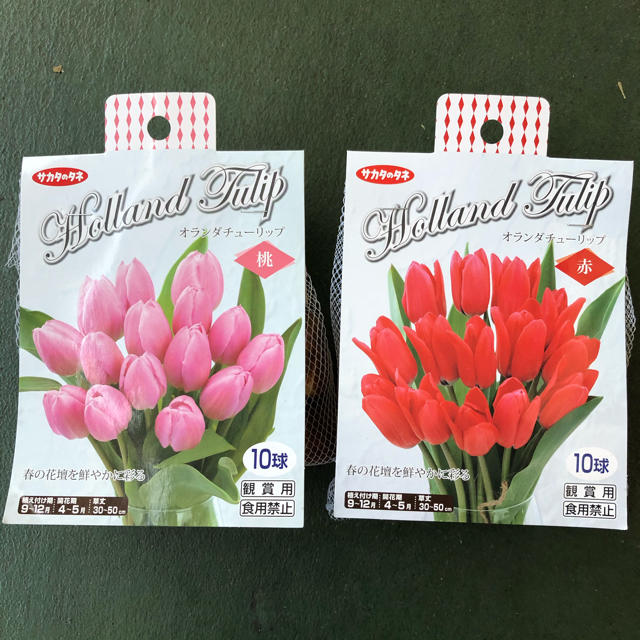 サカタのタネ
Holland Tulip
オランダチューリップ
桃
10球
春の花壇を鮮やかに彩る
植え付け期 開花期 草丈
9~12月 4~5月 30~50cm
観賞用
食用禁止
サカタのタネ
Holland Tulip
オランダチューリップ
赤
10球
春の花壇を鮮やかに彩る
植え付け期 開花期 草丈
9~12月 4~5月 30~50cm
観賞用
食用禁止